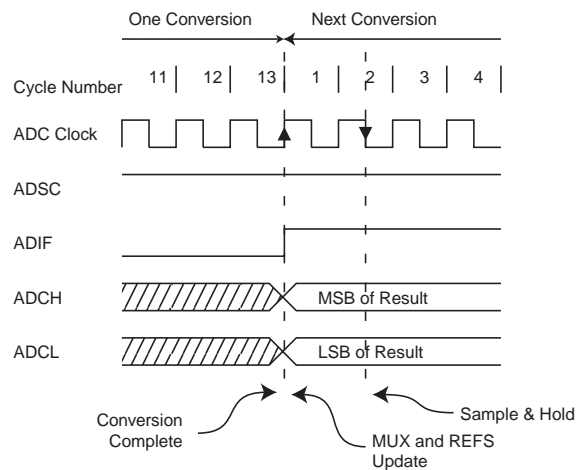 One Conversion
Next Conversion
Cycle Number
11
12
13
1
2
3
4
ADC Clock
ADSC
ADIF
ADCH
MSB of Result
ADCL
LSB of Result
Conversion
Complete
MUX and REFS
Update
Sample & Hold